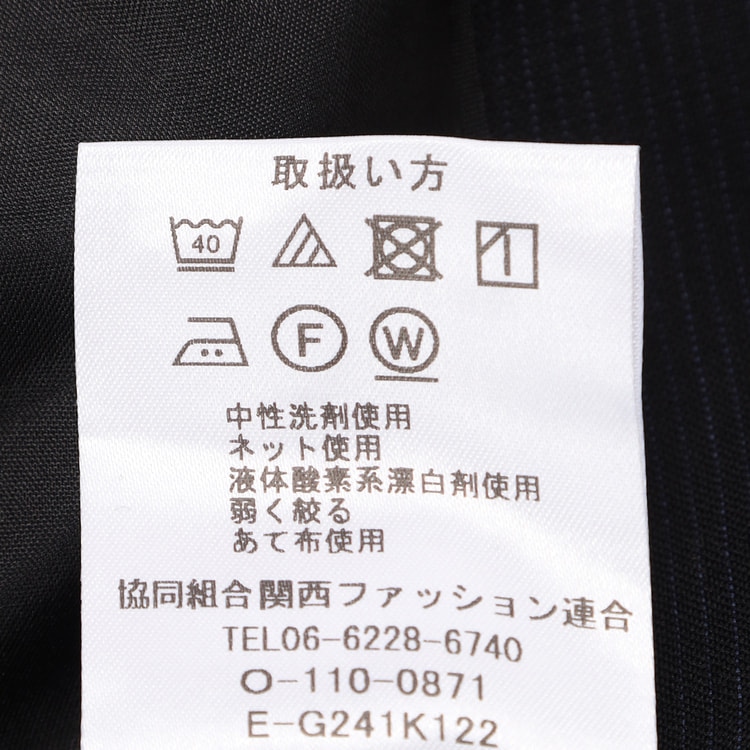 取扱い方
40
F W
中性洗剤使用
ネット使用
液体酸素系漂白剤使用
弱く絞る
あて布使用
協同組合関西ファッション連合
TEL06-6228-6740
O-110-0871
E-G241K122